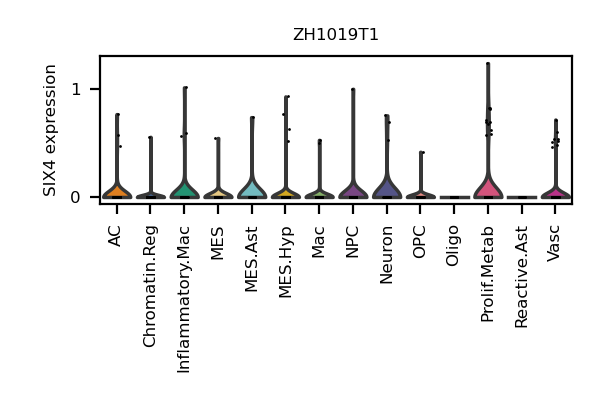 ZH1019T1
SIX4 expression
1
0
AC
Chromatin.Reg
Inflammatory.Mac
MES
MES.Ast
MES.Hyp
Mac
NPC
Neuron
OPC
Oligo
Prolif.Metab
Reactive.Ast
Vasc